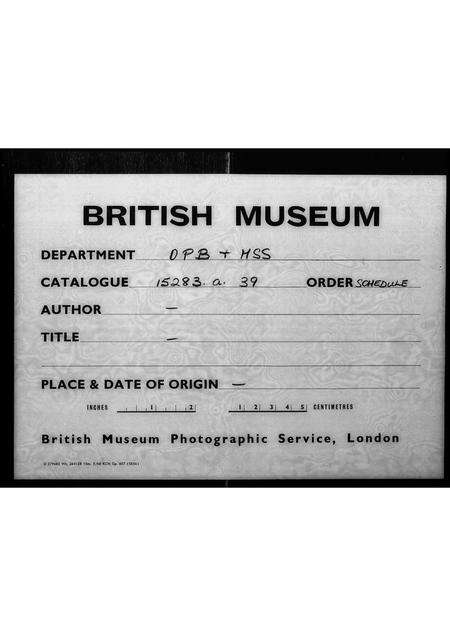 BRITISH MUSEUM
DEPARTMENT OPB + MSS
CATALOGUE 15283. a. 39 ORDER SCHEDULE
AUTHOR —
TITLE —
PLACE & DATE OF ORIGIN —
INCHES 1 2 1 2 3 4 5 CENTIMETRES
British Museum Photographic Service, London